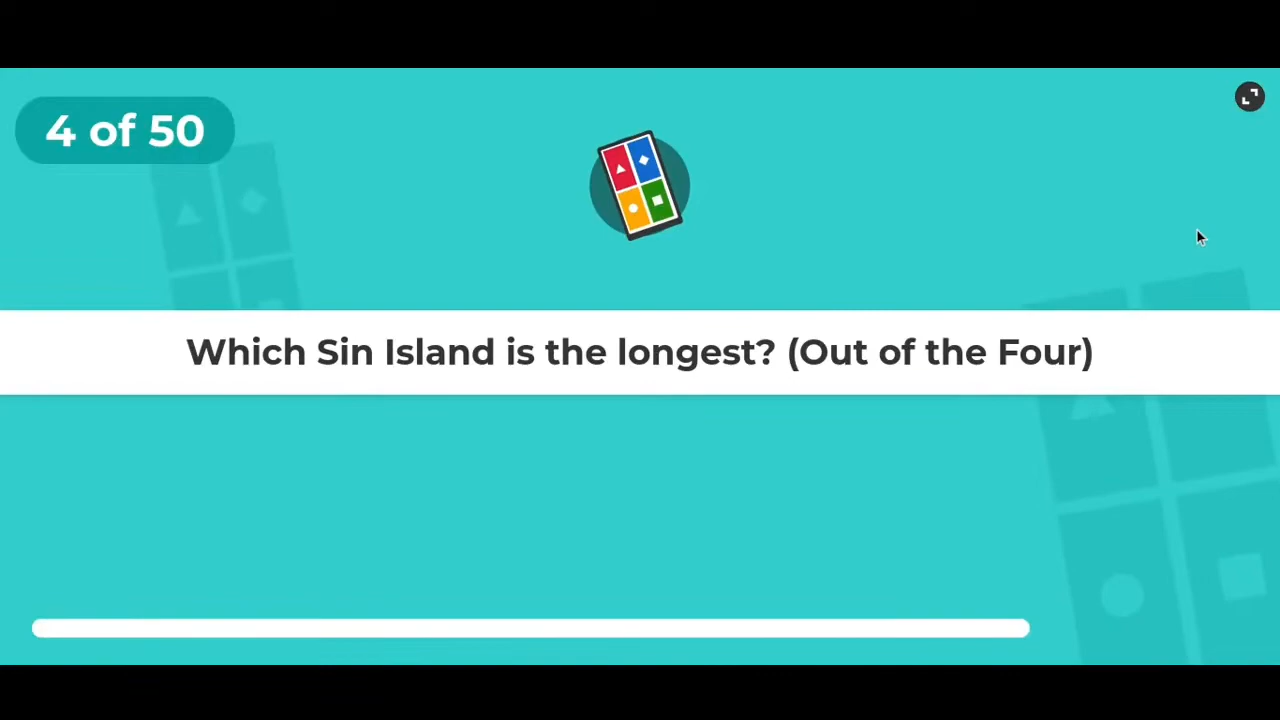 4 of 50
Which Sin Island is the longest? (Out of the Four)